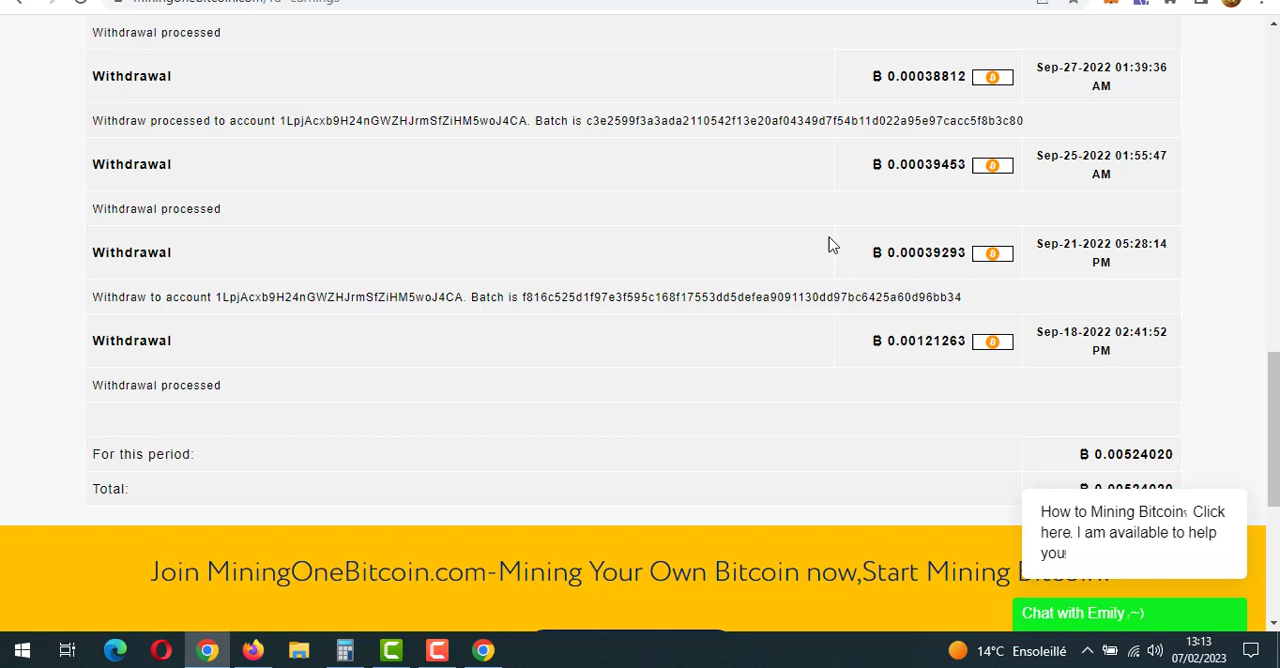 Withdrawal processed
Withdrawal ₿ 0.00038812 Sep-27-2022 01:39:36
AM
Withdraw processed to account 1LpjAcxb9H24nGWZHJrmSfZiHM5woJ4CA. Batch is c3e2599f3a3ada2110542f13e20af04349d7f54b11d022a95e97cacc5f8b3c80
Withdrawal ₿ 0.00039453 Sep-25-2022 01:55:47
AM
Withdrawal processed
Withdrawal ₿ 0.00039293 Sep-21-2022 05:28:14
PM
Withdraw to account 1LpjAcxb9H24nGWZHJrmSfZiHM5woJ4CA. Batch is f816c525d1f97e3f595c168f17553dd5defea9091130dd97bc6425a60d96bb34
Withdrawal ₿ 0.00121263 Sep-18-2022 02:41:52
PM
Withdrawal processed
For this period: ₿ 0.00524020
Total: ₿ 0.00524020
How to Mining Bitcoin? Click
here. I am available to help
you!
Join MiningOneBitcoin.com-Mining Your Own Bitcoin now,Start Mining
Chat with Emily :~)
14°C Ensoleillé
13:13
07/02/2023